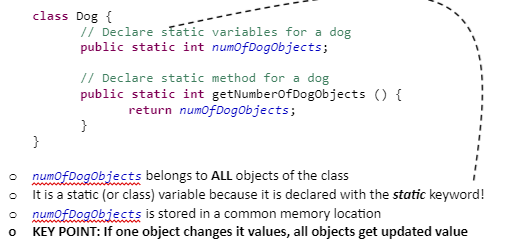 class Dog {
// Declare static variables for a dog
public static int numOfDogObjects;
// Declare static method for a dog
public static int getNumberOfDogObjects () {
return numOfDogObjects;
}
}
o numOfDogObjects belongs to ALL objects of the class
o It is a static (or class) variable because it is declared with the static keyword!
o numOfDogObjects is stored in a common memory location
o KEY POINT: If one object changes it values, all objects get updated value